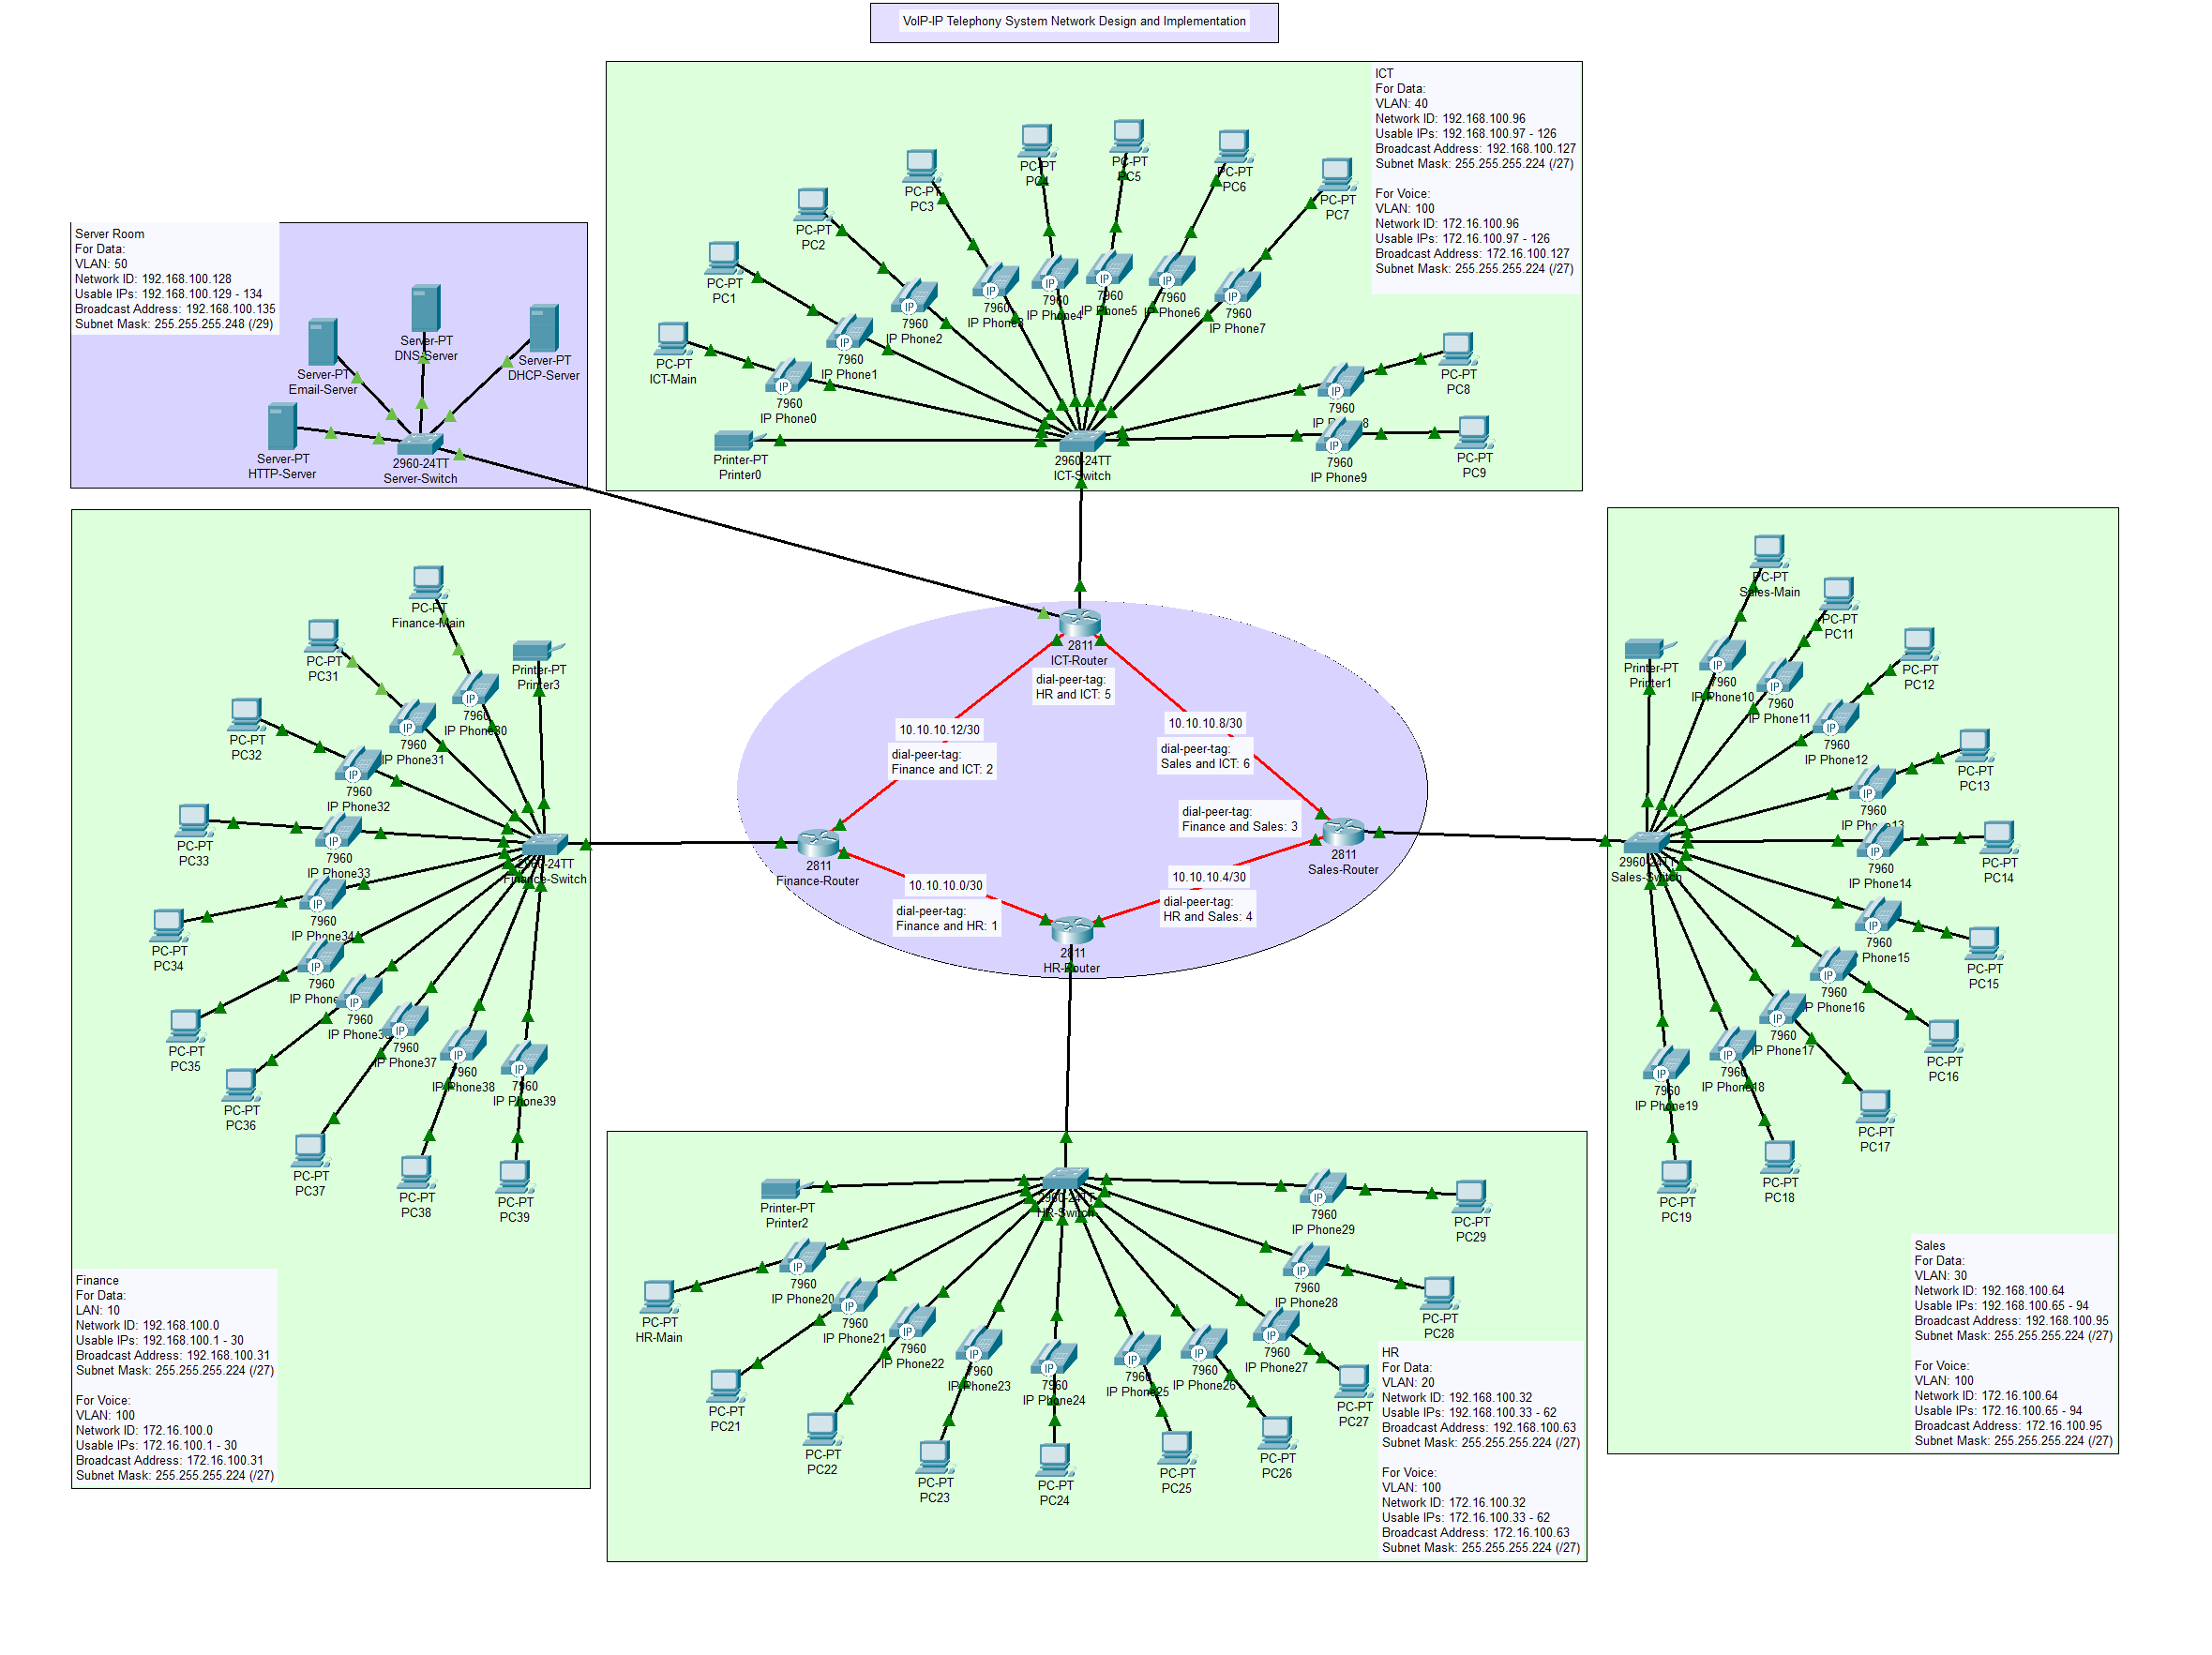 VoIP-IP Telephony System Network Design and Implementation
ICT
For Data:
VLAN: 40
Network ID: 192.168.100.96
Usable IPs: 192.168.100.97 - 126
Broadcast Address: 192.168.100.127
Subnet Mask: 255.255.255.224 (/27)
For Voice:
VLAN: 100
Network ID: 172.16.100.96
Usable IPs: 172.16.100.97 - 126
Broadcast Address: 172.16.100.127
Subnet Mask: 255.255.255.224 (/27)
PC-PT
ICT-Main
PC-PT
PC1
PC-PT
PC2
PC-PT
PC3
PC-PT
PC4
PC-PT
PC5
PC-PT
PC6
PC-PT
PC7
PC-PT
PC8
PC-PT
PC9
7960
IP Phone0
7960
IP Phone1
7960
IP Phone2
7960
IP Phone3
7960
IP Phone4
7960
IP Phone5
7960
IP Phone6
7960
IP Phone7
7960
7960
IP Phone9
Printer-PT
Printer0
2960-24TT
ICT-Switch
Server Room
For Data:
VLAN: 50
Network ID: 192.168.100.128
Usable IPs: 192.168.100.129 - 134
Broadcast Address: 192.168.100.135
Subnet Mask: 255.255.255.248 (/29)
Server-PT
DNS-Server
Server-PT
Email-Server
Server-PT
DHCP-Server
Server-PT
HTTP-Server
2960-24TT
Server-Switch
2811
ICT-Router
dial-peer-tag:
HR and ICT: 5
10.10.10.12/30
dial-peer-tag:
Finance and ICT: 2
10.10.10.8/30
dial-peer-tag:
Sales and ICT: 6
dial-peer-tag:
Finance and Sales: 3
2811
Finance-Router
2811
Sales-Router
10.10.10.0/30
dial-peer-tag:
Finance and HR: 1
10.10.10.4/30
dial-peer-tag:
HR and Sales: 4
2811
HR-Router
PC-PT
Finance-Main
PC-PT
PC31
PC-PT
PC32
PC-PT
PC33
PC-PT
PC34
PC-PT
PC35
PC-PT
PC36
PC-PT
PC37
PC-PT
PC38
PC-PT
PC39
Printer-PT
Printer3
7960
IP Phone30
7960
IP Phone31
7960
IP Phone32
7960
IP Phone33
7960
IP Phone34
7960
IP
7960
IP
7960
IP Phone37
7960
IP Phone38
7960
IP Phone39
2960-24TT
Finance-Switch
Finance
For Data:
LAN: 10
Network ID: 192.168.100.0
Usable IPs: 192.168.100.1 - 30
Broadcast Address: 192.168.100.31
Subnet Mask: 255.255.255.224 (/27)
For Voice:
VLAN: 100
Network ID: 172.16.100.0
Usable IPs: 172.16.100.1 - 30
Broadcast Address: 172.16.100.31
Subnet Mask: 255.255.255.224 (/27)
PC-PT
Sales-Main
PC-PT
PC11
PC-PT
PC12
PC-PT
PC13
PC-PT
PC14
PC-PT
PC15
PC-PT
PC16
PC-PT
PC17
PC-PT
PC18
PC-PT
PC19
Printer-PT
Printer1
7960
IP Phone10
7960
IP Phone11
7960
IP Phone12
7960
IP Phone13
7960
IP Phone14
7960
Phone15
7960
IP Phone16
7960
IP Phone17
7960
IP Phone18
7960
IP Phone19
2960-24TT
Sales-Switch
Sales
For Data:
VLAN: 30
Network ID: 192.168.100.64
Usable IPs: 192.168.100.65 - 94
Broadcast Address: 192.168.100.95
Subnet Mask: 255.255.255.224 (/27)
For Voice:
VLAN: 100
Network ID: 172.16.100.64
Usable IPs: 172.16.100.65 - 94
Broadcast Address: 172.16.100.95
Subnet Mask: 255.255.255.224 (/27)
2960-24TT
HR-Switch
Printer-PT
Printer2
7960
IP Phone20
7960
IP Phone21
7960
IP Phone22
7960
IP Phone23
7960
IP Phone24
7960
IP Phone25
7960
IP Phone26
7960
IP Phone27
7960
IP Phone28
7960
IP Phone29
PC-PT
HR-Main
PC-PT
PC21
PC-PT
PC22
PC-PT
PC23
PC-PT
PC24
PC-PT
PC25
PC-PT
PC26
PC-PT
PC27
PC-PT
PC28
PC-PT
PC29
HR
For Data:
VLAN: 20
Network ID: 192.168.100.32
Usable IPs: 192.168.100.33 - 62
Broadcast Address: 192.168.100.63
Subnet Mask: 255.255.255.224 (/27)
For Voice:
VLAN: 100
Network ID: 172.16.100.32
Usable IPs: 172.16.100.33 - 62
Broadcast Address: 172.16.100.63
Subnet Mask: 255.255.255.224 (/27)